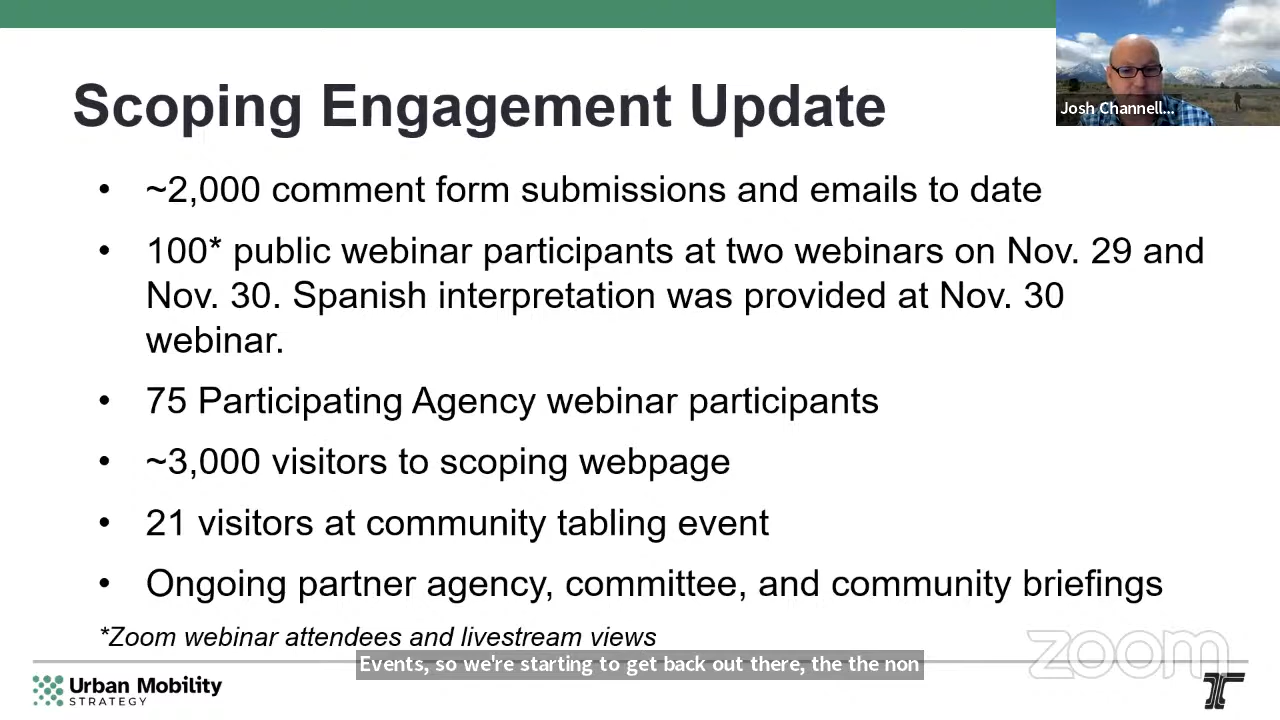 Scoping Engagement Update
Josh Channell...
• ~2,000 comment form submissions and emails to date
• 100* public webinar participants at two webinars on Nov. 29 and
Nov. 30. Spanish interpretation was provided at Nov. 30
webinar.
• 75 Participating Agency webinar participants
• ~3,000 visitors to scoping webpage
• 21 visitors at community tabling event
• Ongoing partner agency, committee, and community briefings
*Zoom webinar attendees and livestream views
zoom
Events, so we're starting to get back out there, the the non
Urban Mobility
STRATEGY